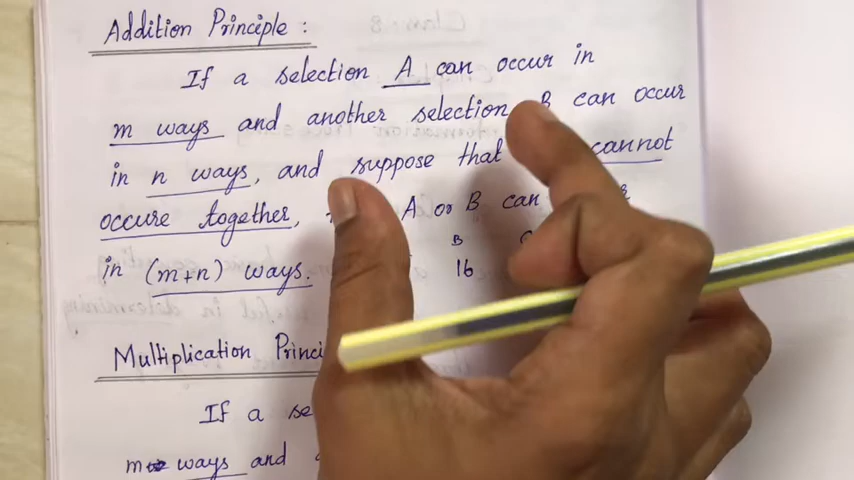 Addition Principle :
If a selection A can occur in
m ways and another selection B can occur
in n ways, and suppose that cannot
occure together, A or B can
in (m+n) ways. B
16
Multiplication Princi
If a se
m ways and